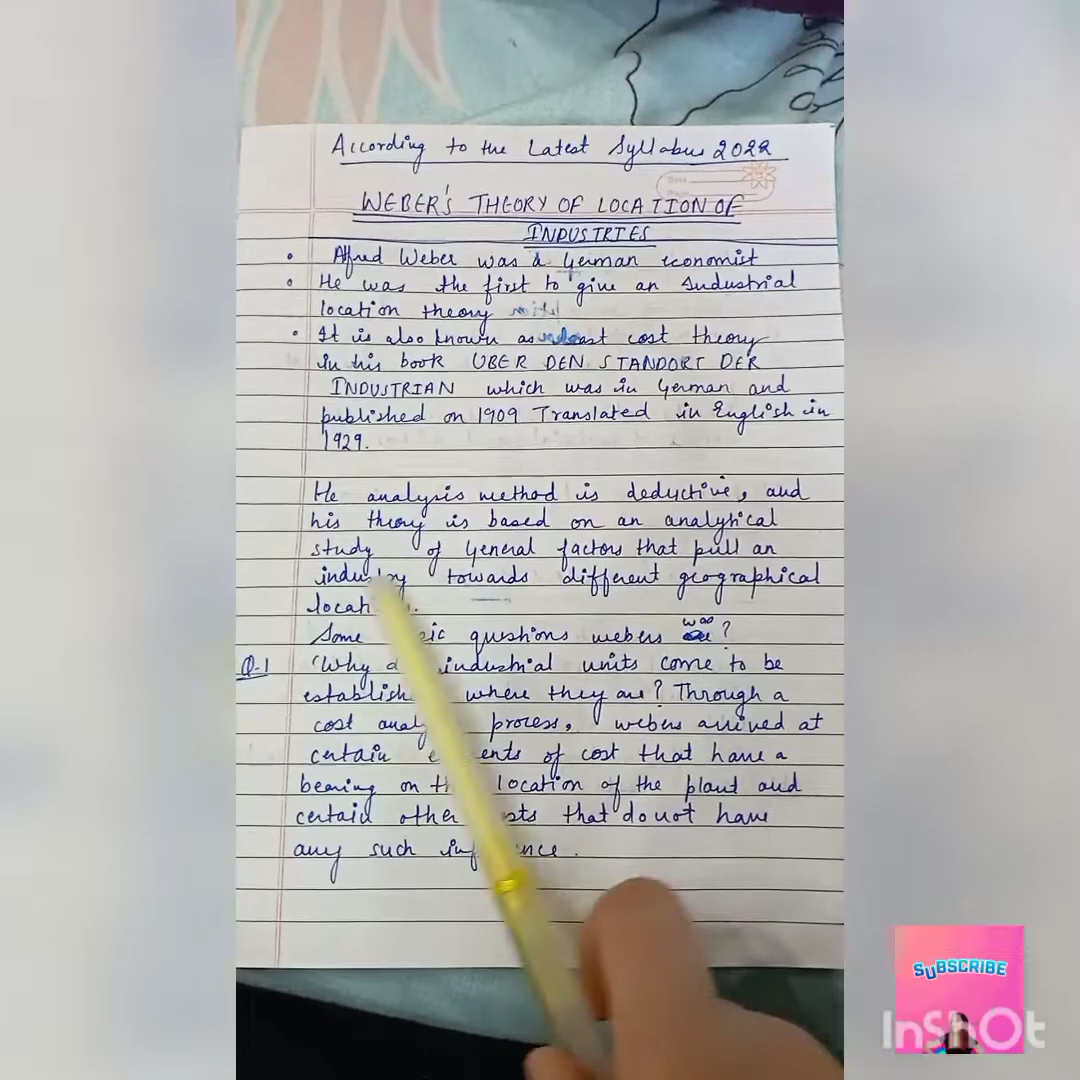 According to the Latest Syllabus 2022
WEBER'S THEORY OF LOCATION OF
INDUSTRIES
• Alfred Weber was a German economist
• He was the first to give an industrial
location theory
• It is also known as least cost theory
in his book UBER DEN STANDORT DER
INDUSTRIAN which was in German and
published on 1909 Translated in English in
1929.
He analysis method is deductive, and
his theory is based on an analytical
study of General factors that pull an
industry towards different geographical
Some questions webers was ?
Q.1 'Why industrial units come to be
where they are? Through a
cost process, webers arrived at
certain of cost that have a
bearing on location of the plant and
certain other that do not have
any such
SUBSCRIBE
InShOt